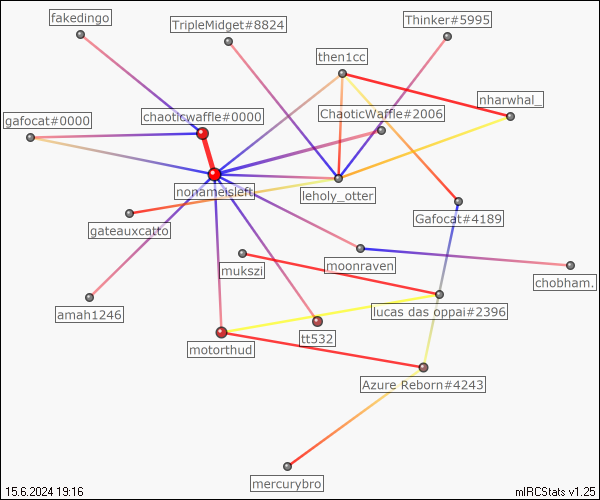 fakedingo
TripleMidget#8824
Thinker#5995
then1cc
nharwhal_
chaoticwaffle#0000
ChaoticWaffle#2006
gafocat#0000
nonameisleft
leholy_otter
Gafocat#4189
gateauxcatto
mukszi
moonraven
chobham.
amah1246
lucas das oppai#2396
motorthud
tt532
Azure Reborn#4243
mercurybro
15.6.2024 19:16
mIRCStats v1.25